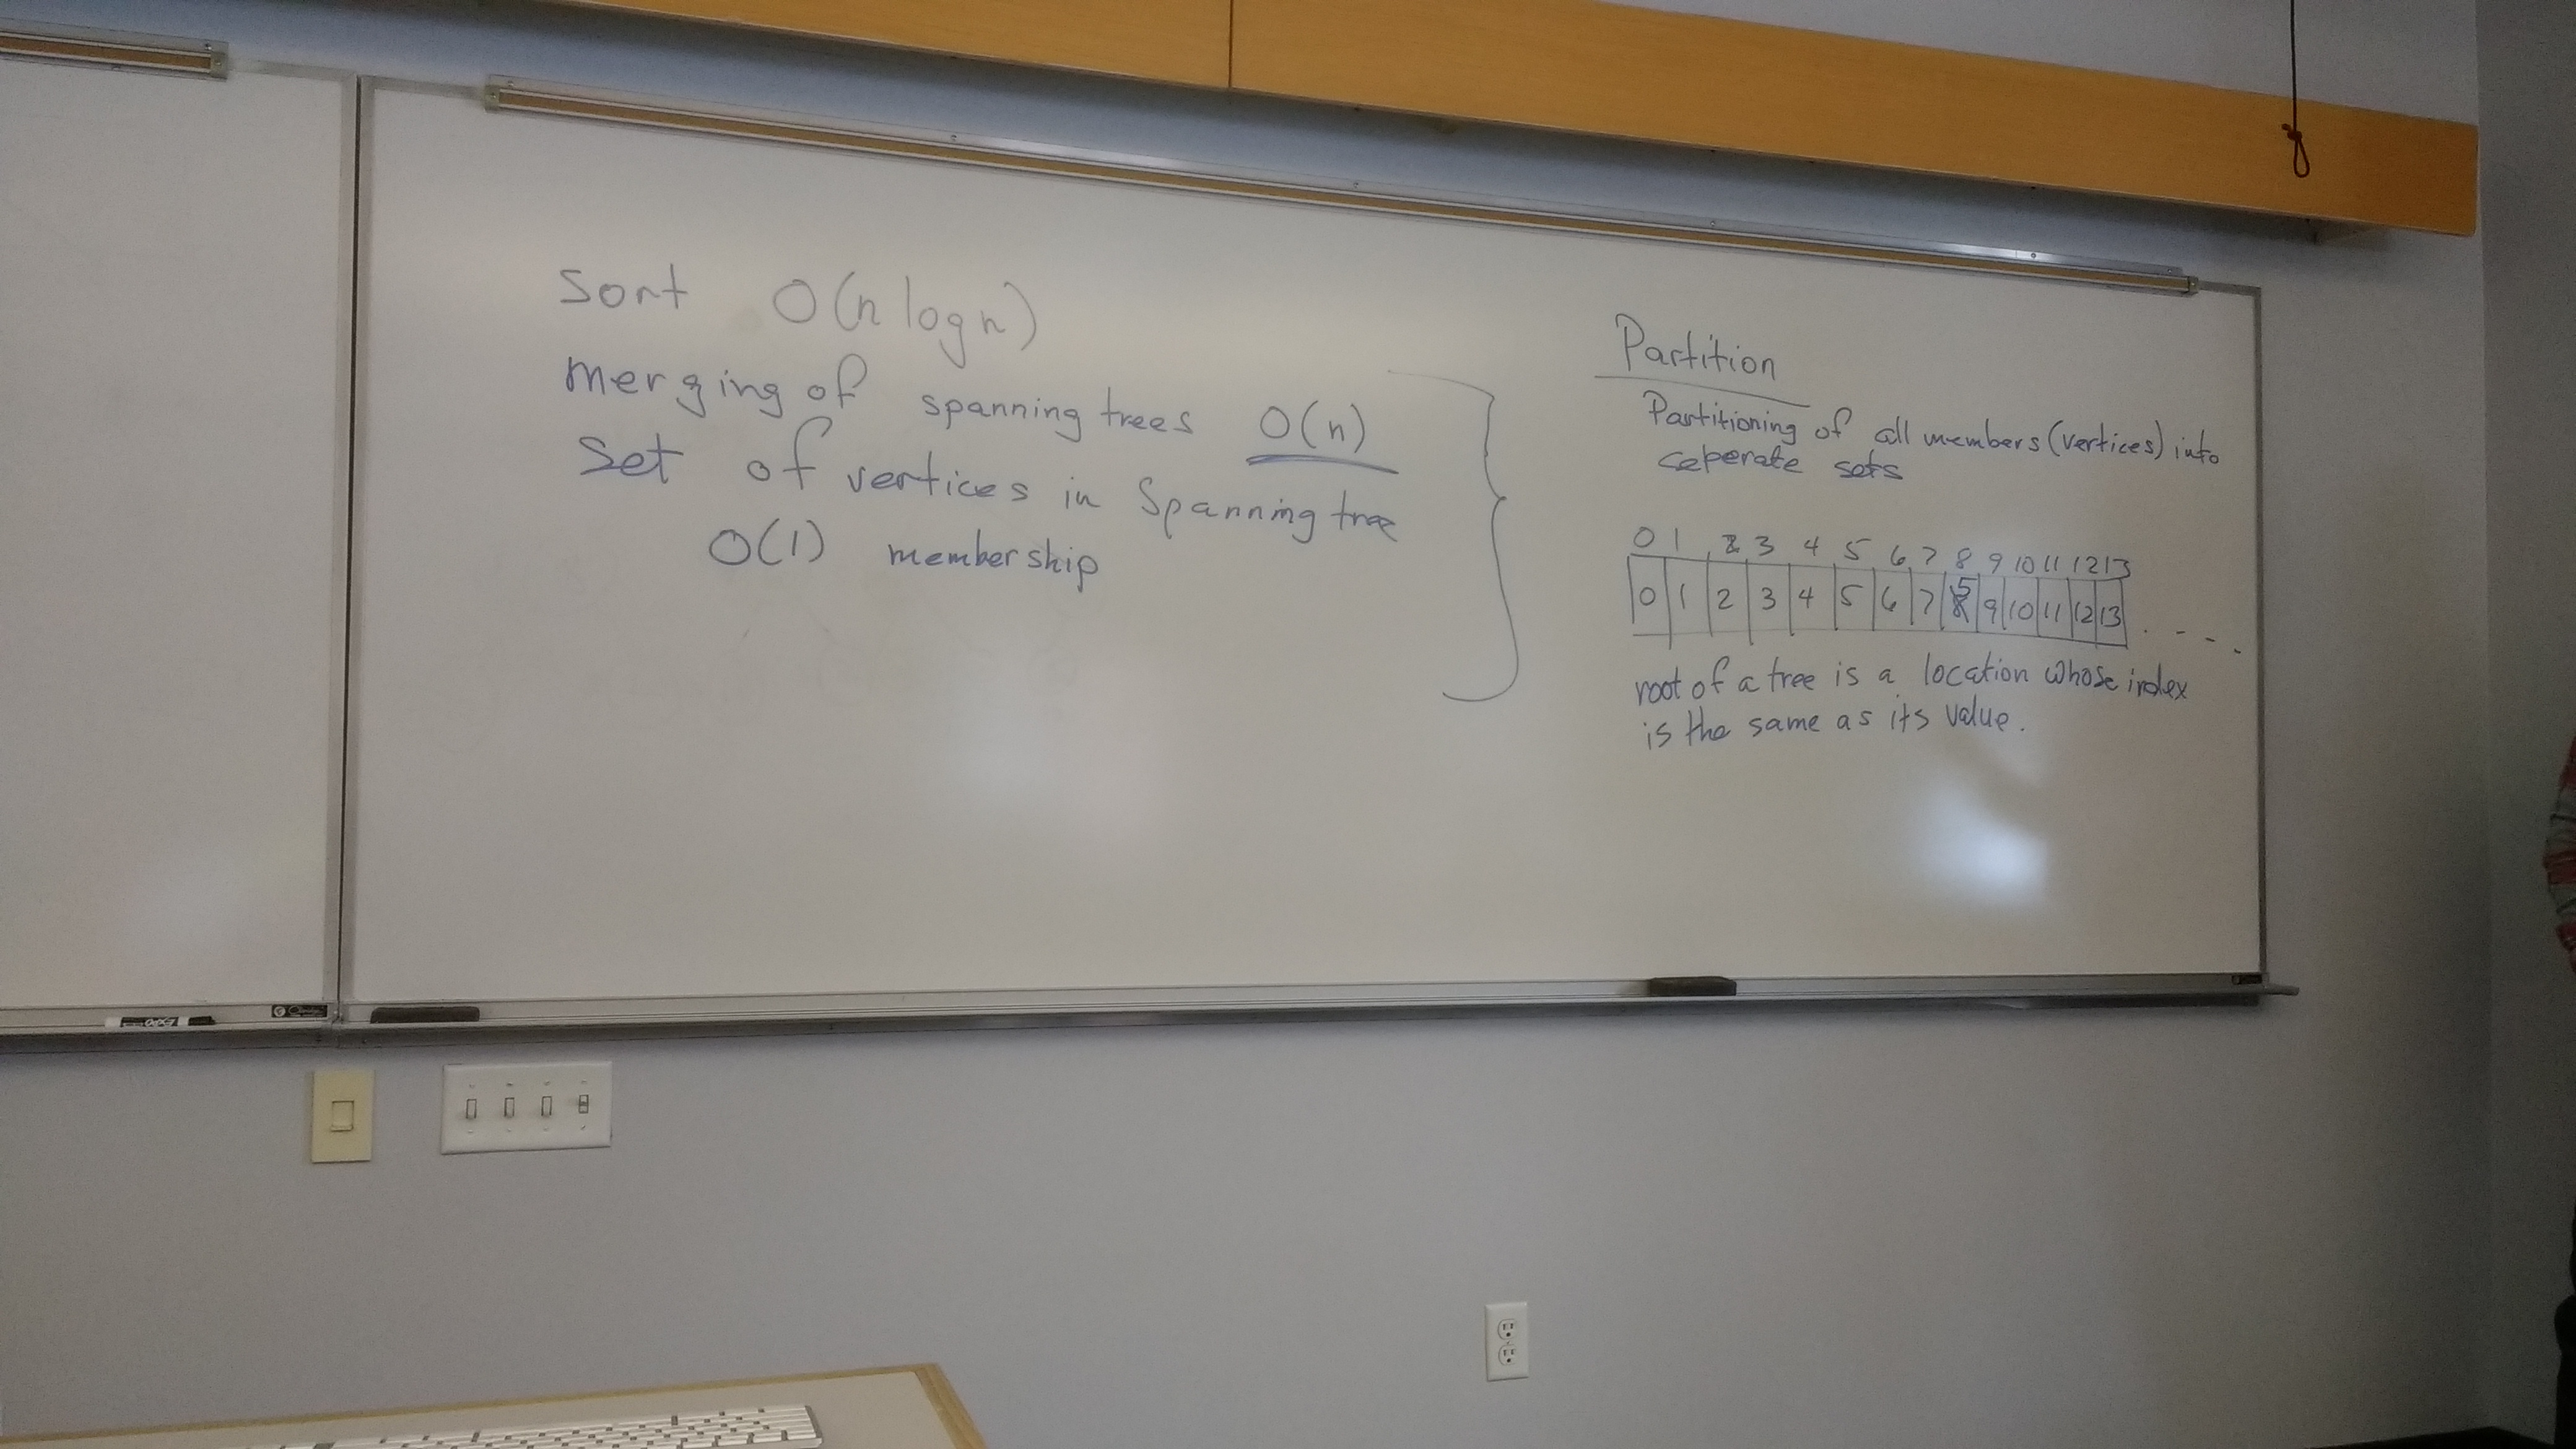 sort O(n log n)
merging of spanning trees O(n)
set of vertices in Spanning tree
O(1) membership
Partition
Partitioning of all members (vertices) into
seperate sets
0 1 2 3 4 5 6 7 8 9 10 11 12 13
0 1 2 3 4 5 6 7 5 9 10 11 12 13 . - - .
root of a tree is a location whose index
is the same as its value.
EXPO